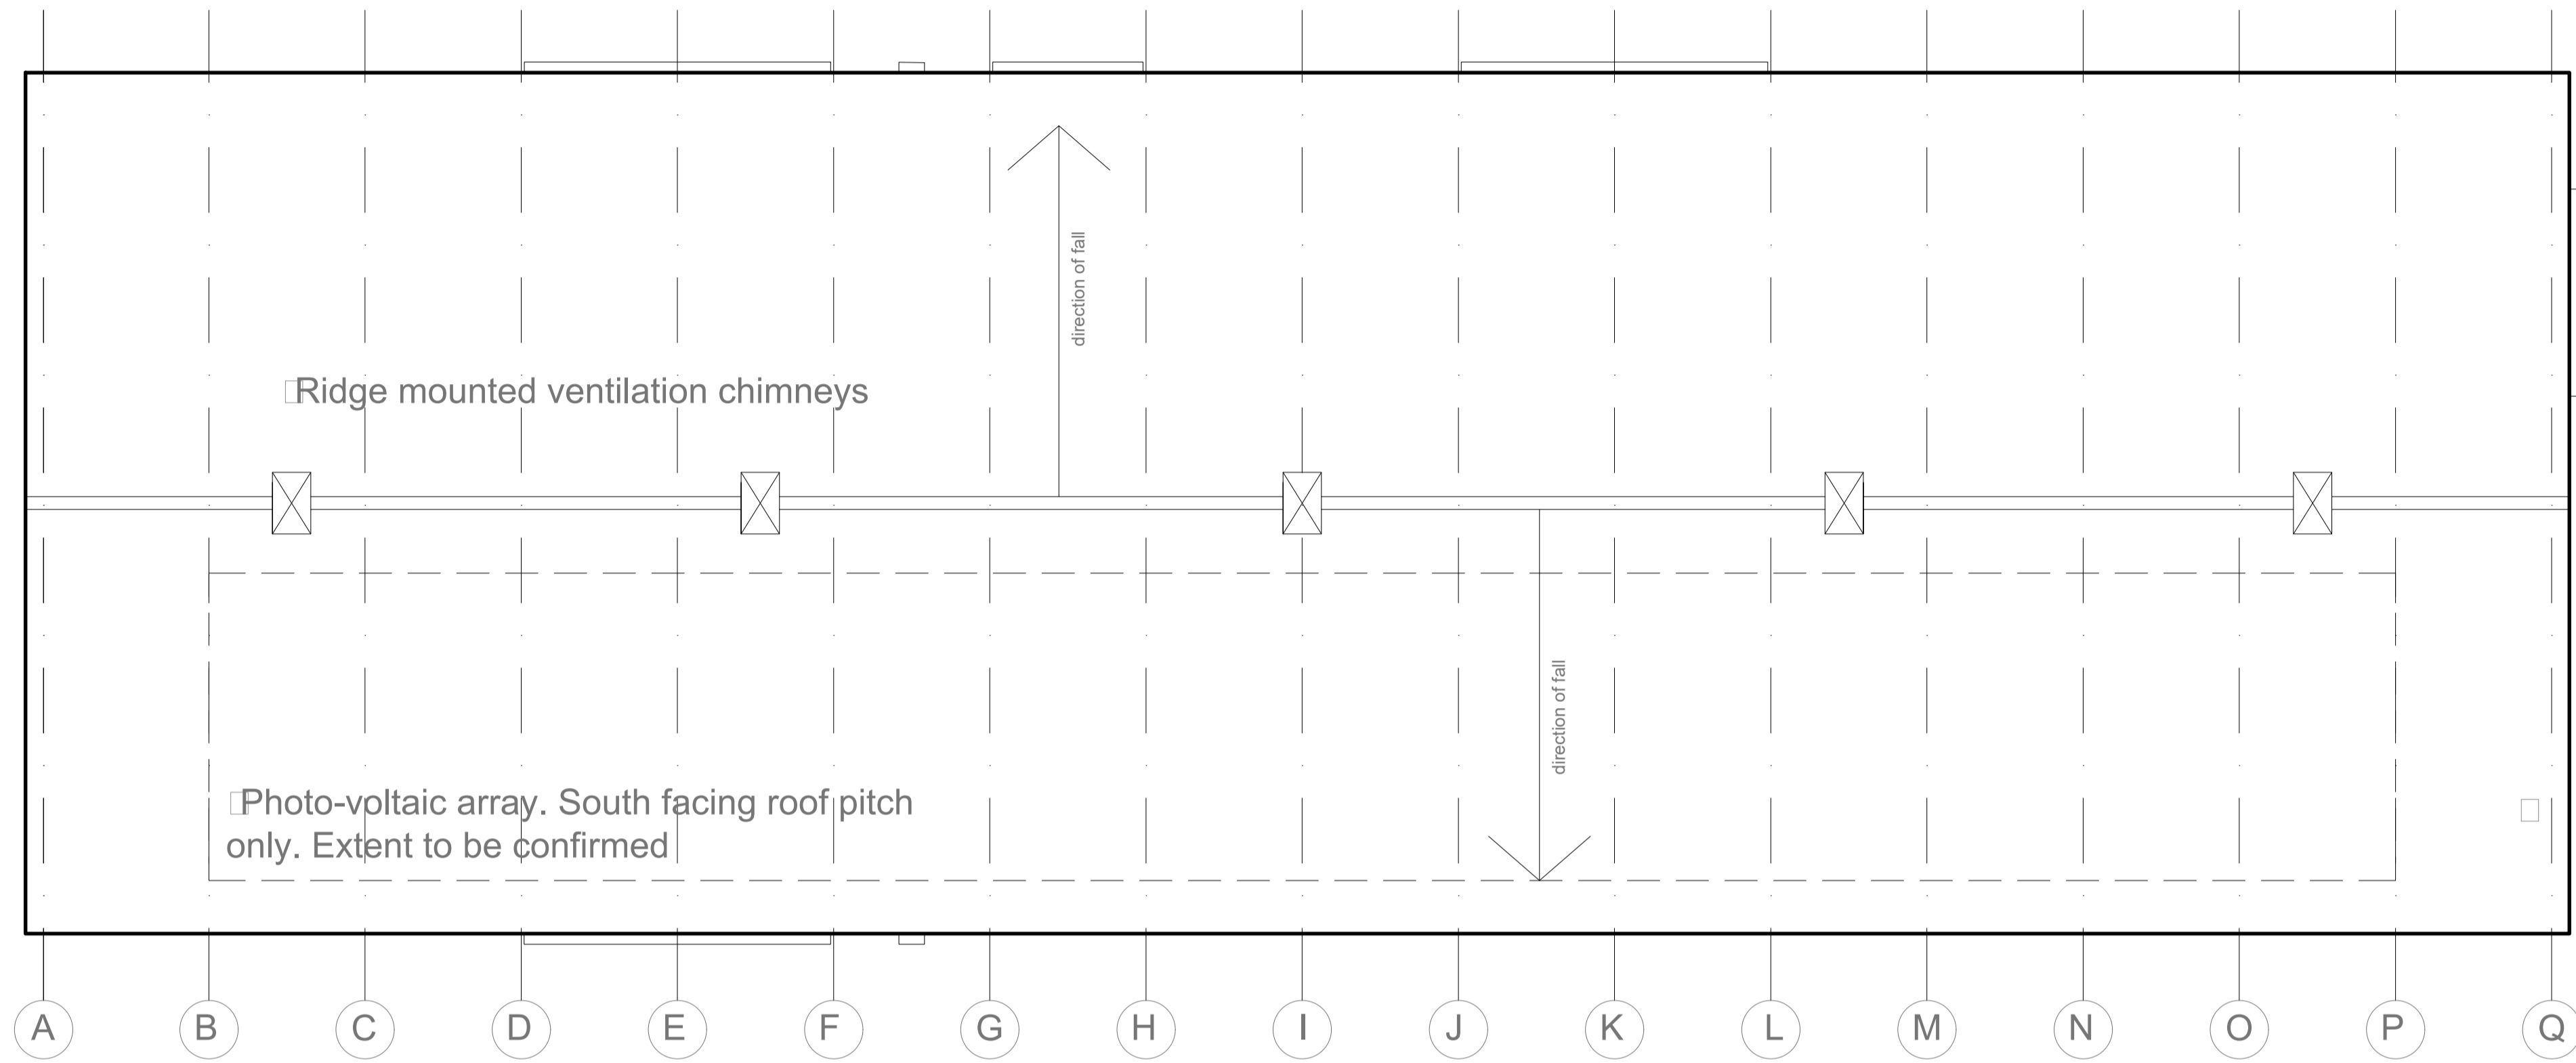 direction of fall
Ridge mounted ventilation chimneys
direction of fall
Photo-voltaic array. South facing roof pitch
only. Extent to be confirmed
A
B
C
D
E
F
G
H
I
J
K
L
M
N
O
P
Q